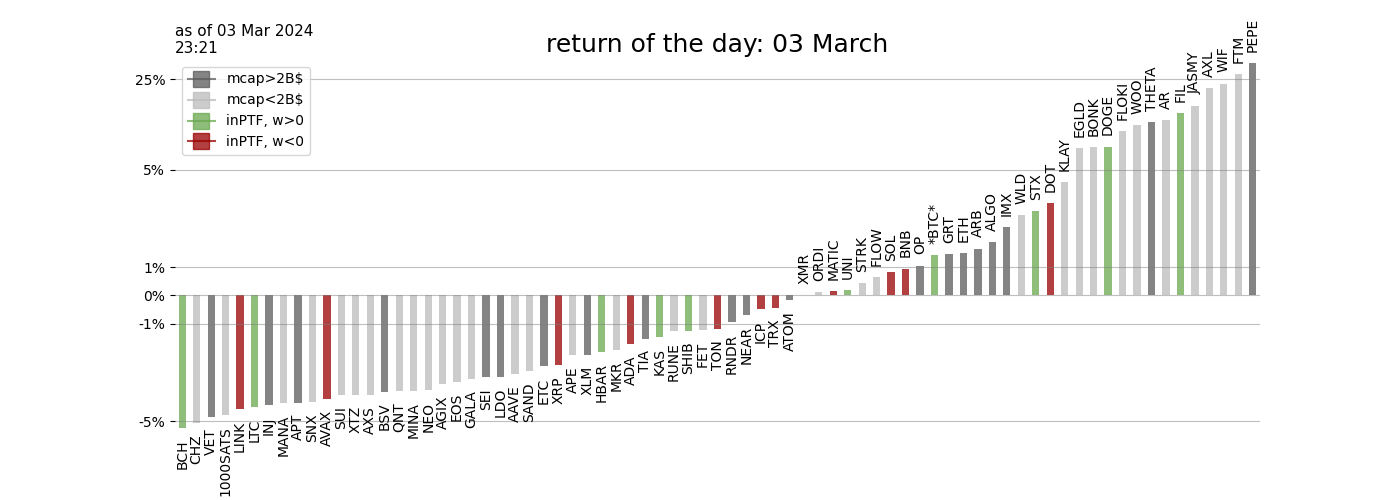 as of 03 Mar 2024
23:21
return of the day: 03 March
mcap>2B$
mcap<2B$
inPTF, w>0
inPTF, w<0
25%
5%
1%
0%
-1%
-5%
BCH
CHZ
VET
1000SATS
LINK
LTC
INJ
MANA
APT
SNX
AVAX
SUI
XTZ
AXS
BSV
QNT
MINA
NEO
AGIX
EOS
GALA
SEI
LDO
AAVE
SAND
ETC
XRP
APE
XLM
HBAR
MKR
ADA
TIA
KAS
RUNE
SHIB
FET
TON
RNDR
NEAR
ICP
TRX
ATOM
XMR
ORDI
MATIC
UNI
STRK
FLOW
SOL
BNB
OP
*BTC*
GRT
ETH
ARB
ALGO
IMX
WLD
STX
DOT
KLAY
EGLD
BONK
DOGE
FLOKI
WOO
THETA
AR
FIL
JASMY
AXL
WIF
FTM
PEPE